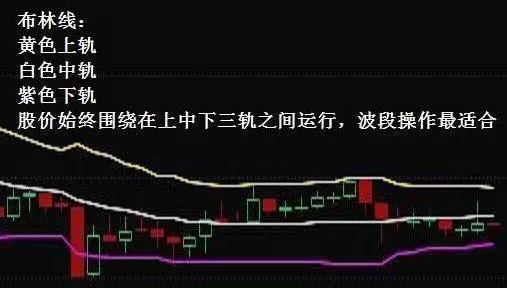 布林线：
黄色上轨
白色中轨
紫色下轨
股价始终围绕在上中下三轨之间运行，波段操作最适合